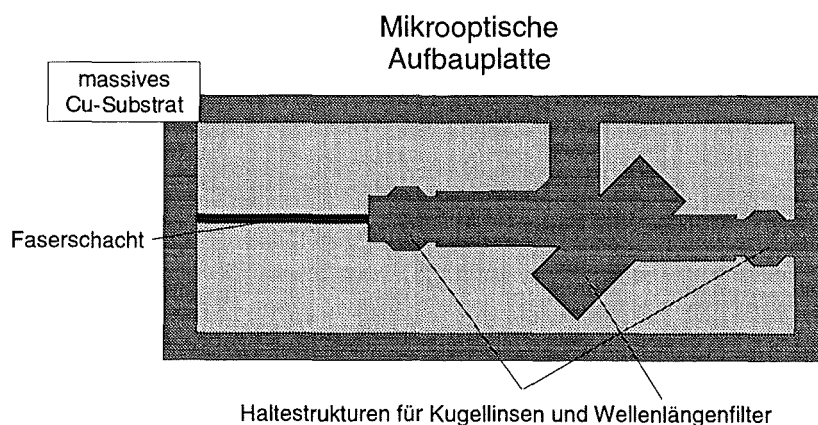 Mikrooptische
Aufbauplatte
massives
Cu-Substrat
Faserschacht
Haltestrukturen für Kugellinsen und Wellenlängenfilter